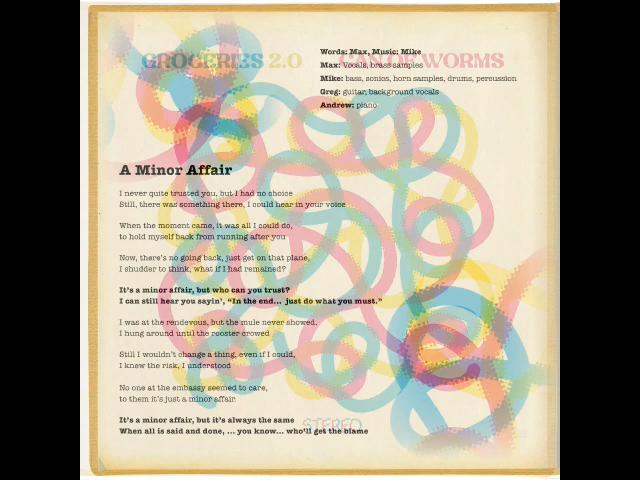 GROCERIES 2.0
CAN OF WORMS
Words: Max, Music: Mike
Max: Vocals, brass samples
Mike: bass, sonics, horn samples, drums, percussion
Greg: guitar, background vocals
Andrew: piano
A Minor Affair
I never quite trusted you, but I had no choice
Still, there was something there, I could hear in your voice
When the moment came, it was all I could do,
to hold myself back from running after you
Now, there's no going back, just get on that plane,
I shudder to think, what if I had remained?
It's a minor affair, but who can you trust?
I can still hear you sayin', "In the end... just do what you must."
I was at the rendevous, but the mule never showed.
I hung around until the rooster crowed
Still I wouldn't change a thing, even if I could,
I knew the risk, I understood
No one at the embassy seemed to care,
to them it's just a minor affair.
It's a minor affair, but it's always the same
When all is said and done, ... you know... who'll get the blame
STEREO